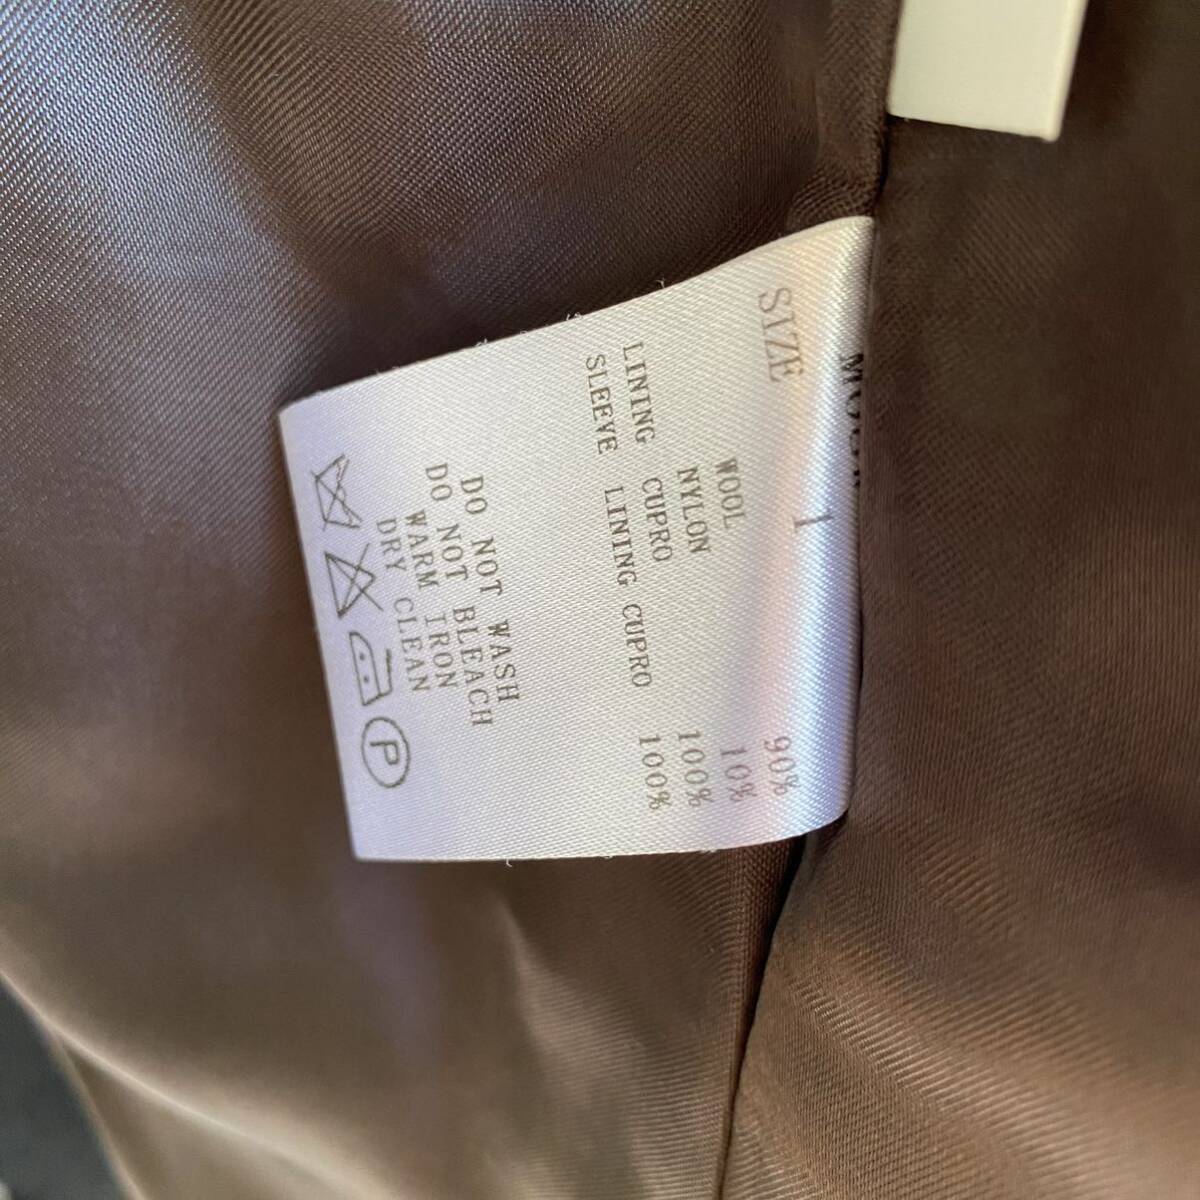 SIZE 1
WOOL 90%
NYLON 10%
LINING CUPRO 100%
SLEEVE LINING CUPRO 100%
DO NOT WASH
DO NOT BLEACH
WARM IRON
DRY CLEAN
P